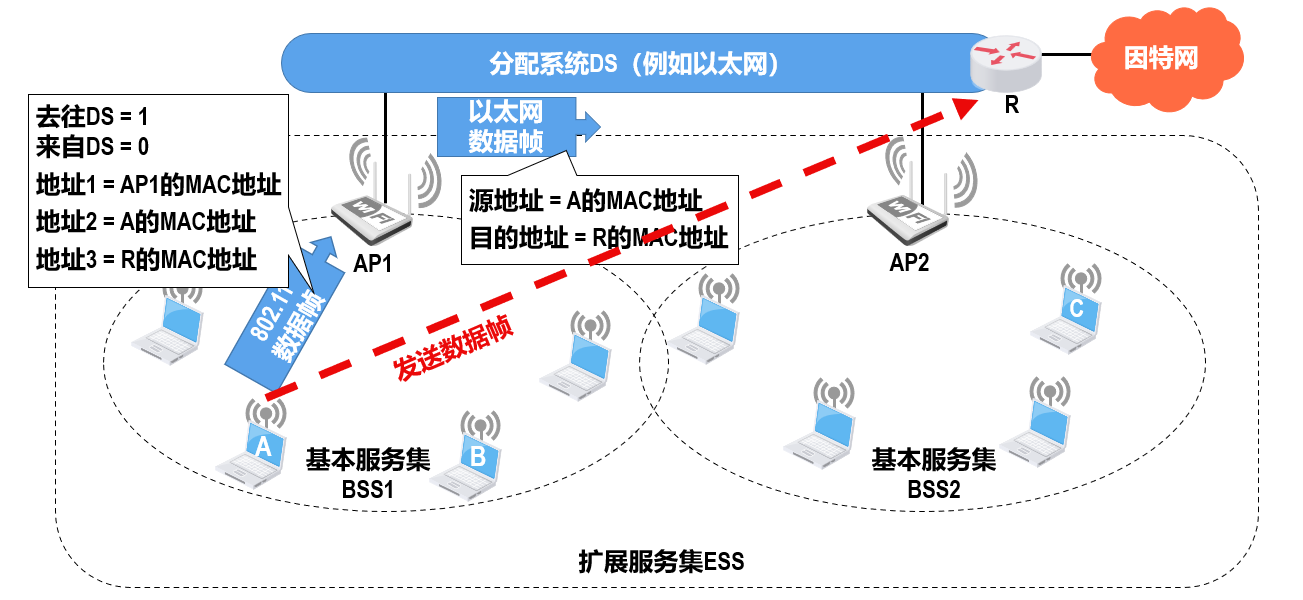 分配系统DS（例如以太网）
因特网
R
去往DS = 1
来自DS = 0
地址1 = AP1的MAC地址
地址2 = A的MAC地址
地址3 = R的MAC地址
以太网
数据帧
源地址 = A的MAC地址
目的地址 = R的MAC地址
WiFi
AP1
WiFi
AP2
802.11
数据帧
发送数据帧
C
A
B
基本服务集
BSS1
基本服务集
BSS2
扩展服务集ESS